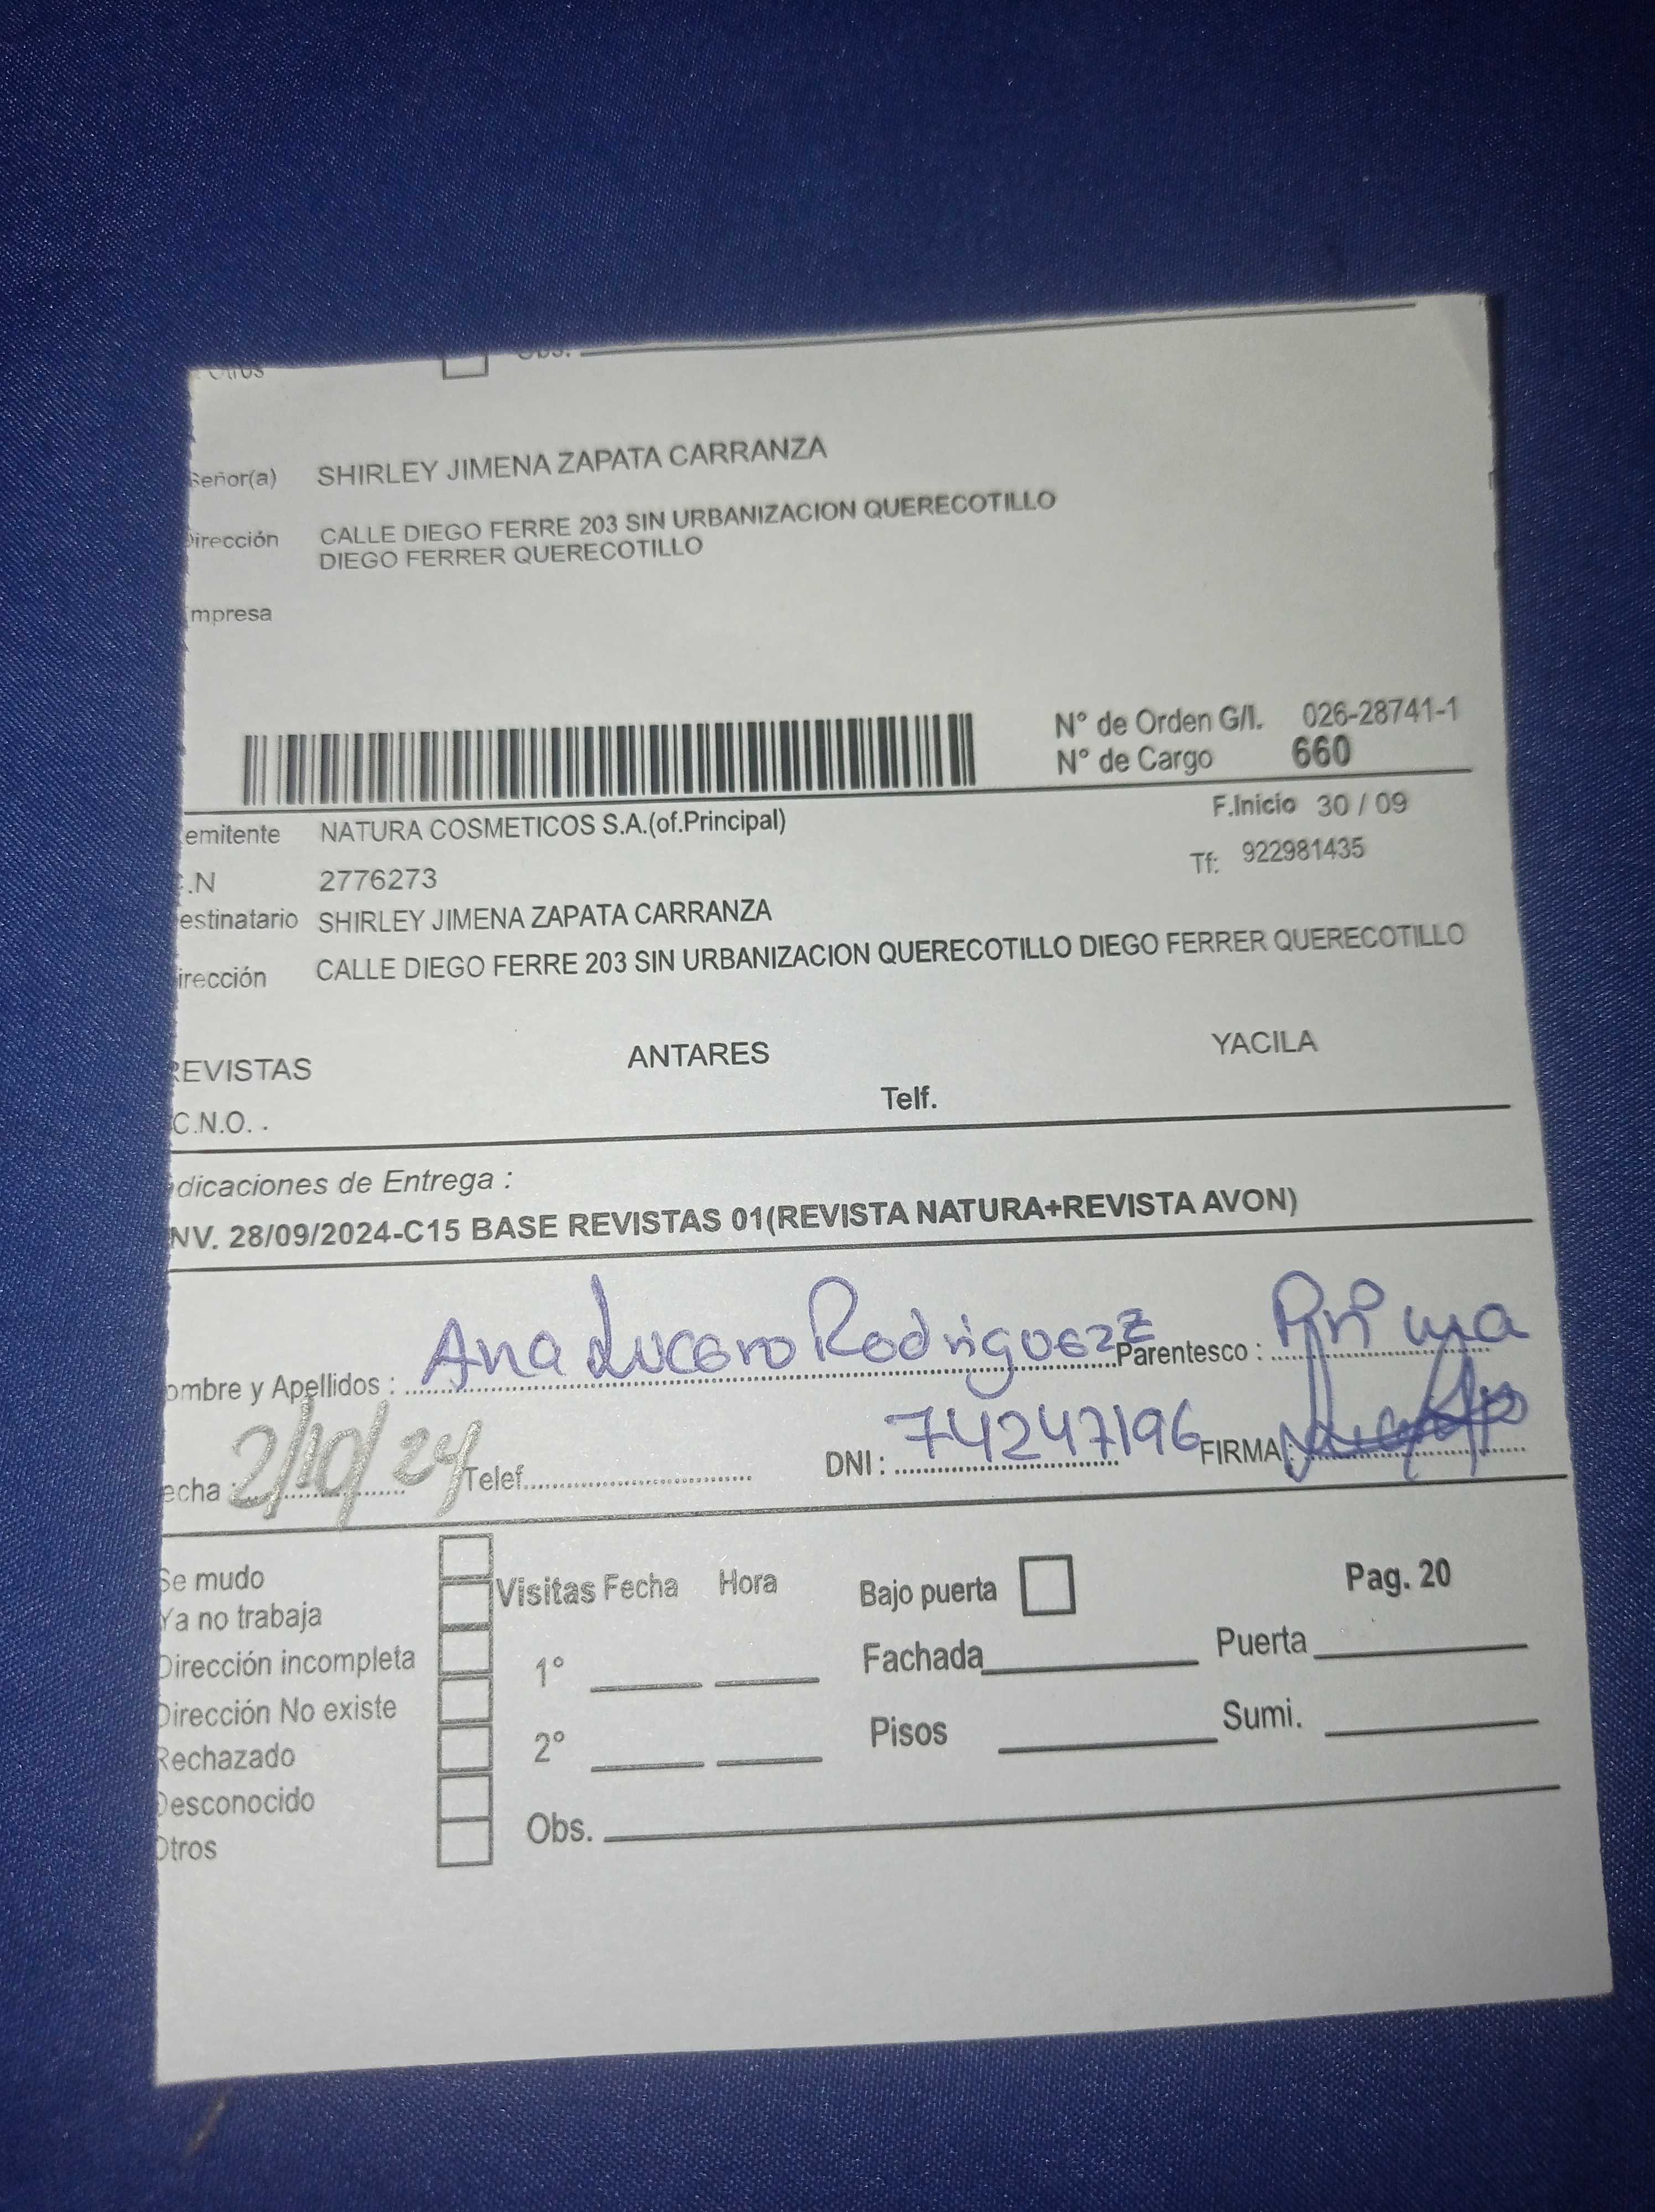 Otros Obs.
Señor(a) SHIRLEY JIMENA ZAPATA CARRANZA
Dirección CALLE DIEGO FERRE 203 SIN URBANIZACION QUERECOTILLO
DIEGO FERRER QUERECOTILLO
mpresa
N° de Orden G/I. 026-28741-1
N° de Cargo 660
F.Inicio 30 / 09
emitente NATURA COSMETICOS S.A.(of.Principal)
Tf: 922981435
.N 2776273
estinatario SHIRLEY JIMENA ZAPATA CARRANZA
irección CALLE DIEGO FERRE 203 SIN URBANIZACION QUERECOTILLO DIEGO FERRER QUERECOTILLO
REVISTAS ANTARES YACILA
C.N.O. . Telf.
dicaciones de Entrega :
NV. 28/09/2024-C15 BASE REVISTAS 01(REVISTA NATURA+REVISTA AVON)
ombre y Apellidos : Ana Lucero Rodriguez Parentesco : Prima
echa : 2/10/24 Telef. DNI : 74247196 FIRMA :
Se mudo Visitas Fecha Hora Bajo puerta Pag. 20
Ya no trabaja
Dirección incompleta 1° Fachada Puerta
Dirección No existe
Rechazado 2° Pisos Sumi.
Desconocido
Otros Obs.